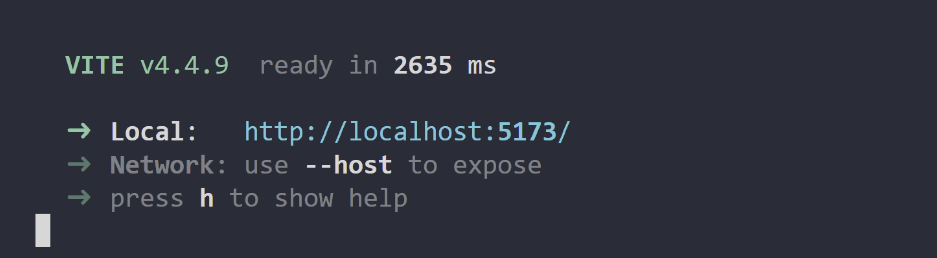 VITE v4.4.9  ready in 2635 ms
➜ Local:   http://localhost:5173/
➜ Network: use --host to expose
➜ press h to show help